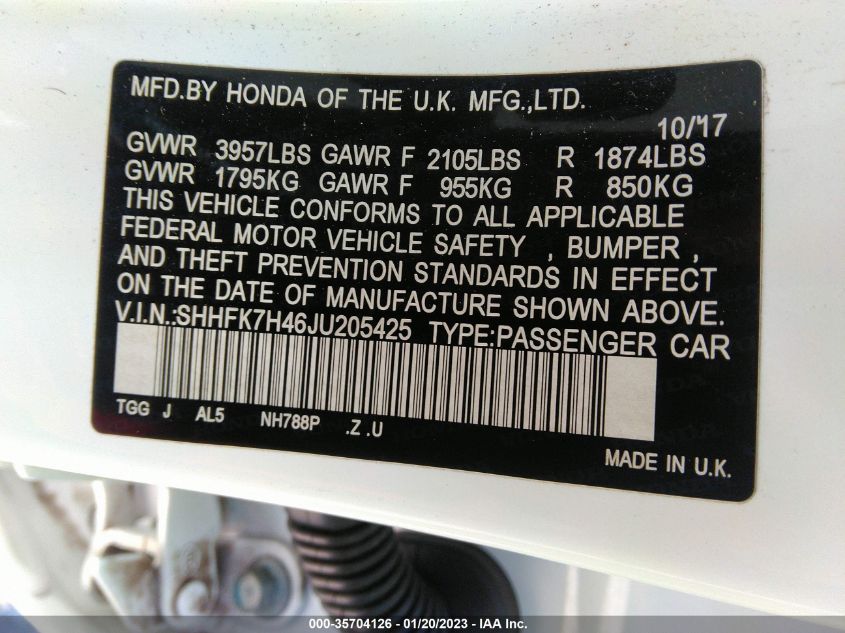 MFD.BY HONDA OF THE U.K. MFG.,LTD.
10/17
GVWR 3957LBS GAWR F 2105LBS R 1874LBS
GVWR 1795KG GAWR F 955KG R 850KG
THIS VEHICLE CONFORMS TO ALL APPLICABLE
FEDERAL MOTOR VEHICLE SAFETY , BUMPER ,
AND THEFT PREVENTION STANDARDS IN EFFECT
ON THE DATE OF MANUFACTURE SHOWN ABOVE.
V.I.N.:SHHFK7H46JU205425 TYPE:PASSENGER CAR
TGG J AL5 NH788P .Z .U
MADE IN U.K.
000-35704126 - 01/20/2023 - IAA Inc.